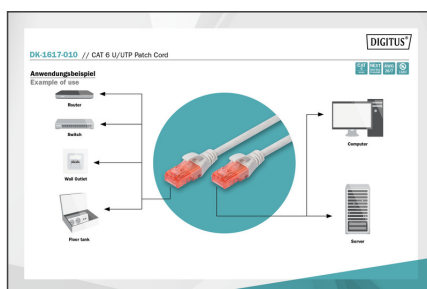 DIGITUS®
DK-1617-010 // CAT 6 U/UTP Patch Cord
Anwendungsbeispiel
Example of use
Router
Switch
Wall Outlet
Floor tank
Computer
Server